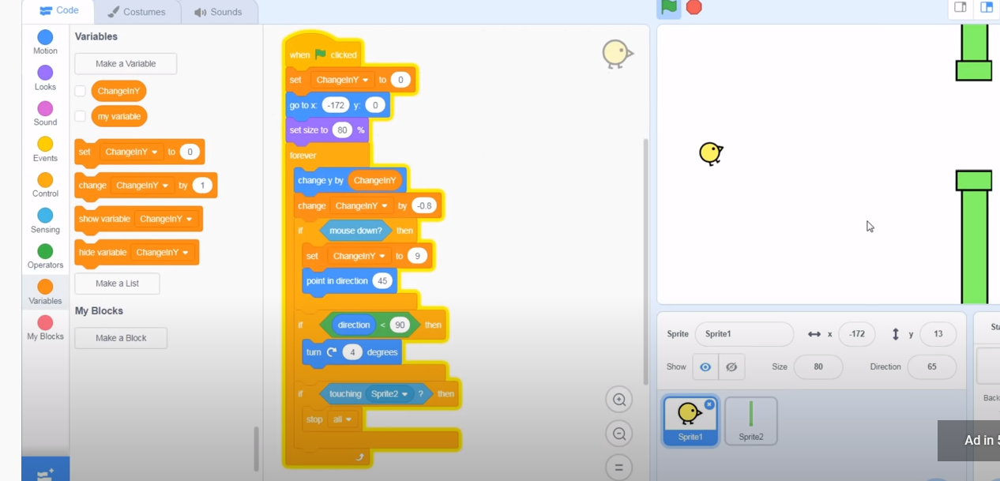 Code
Costumes
Sounds
Motion
Looks
Sound
Events
Control
Sensing
Operators
Variables
My Blocks
Variables
Make a Variable
ChangeInY
my variable
set ChangeInY to 0
change ChangeInY by 1
show variable ChangeInY
hide variable ChangeInY
Make a List
My Blocks
Make a Block
when clicked
set ChangeInY to 0
go to x: -172 y: 0
set size to 80 %
forever
change y by ChangeInY
change ChangeInY by -0.8
if mouse down? then
set ChangeInY to 9
point in direction 45
if direction < 90 then
turn 4 degrees
if touching Sprite2 ? then
stop all
Sprite Sprite1 x -172 y 13
Show Size 80 Direction 65
Sprite1
Sprite2
Ad in